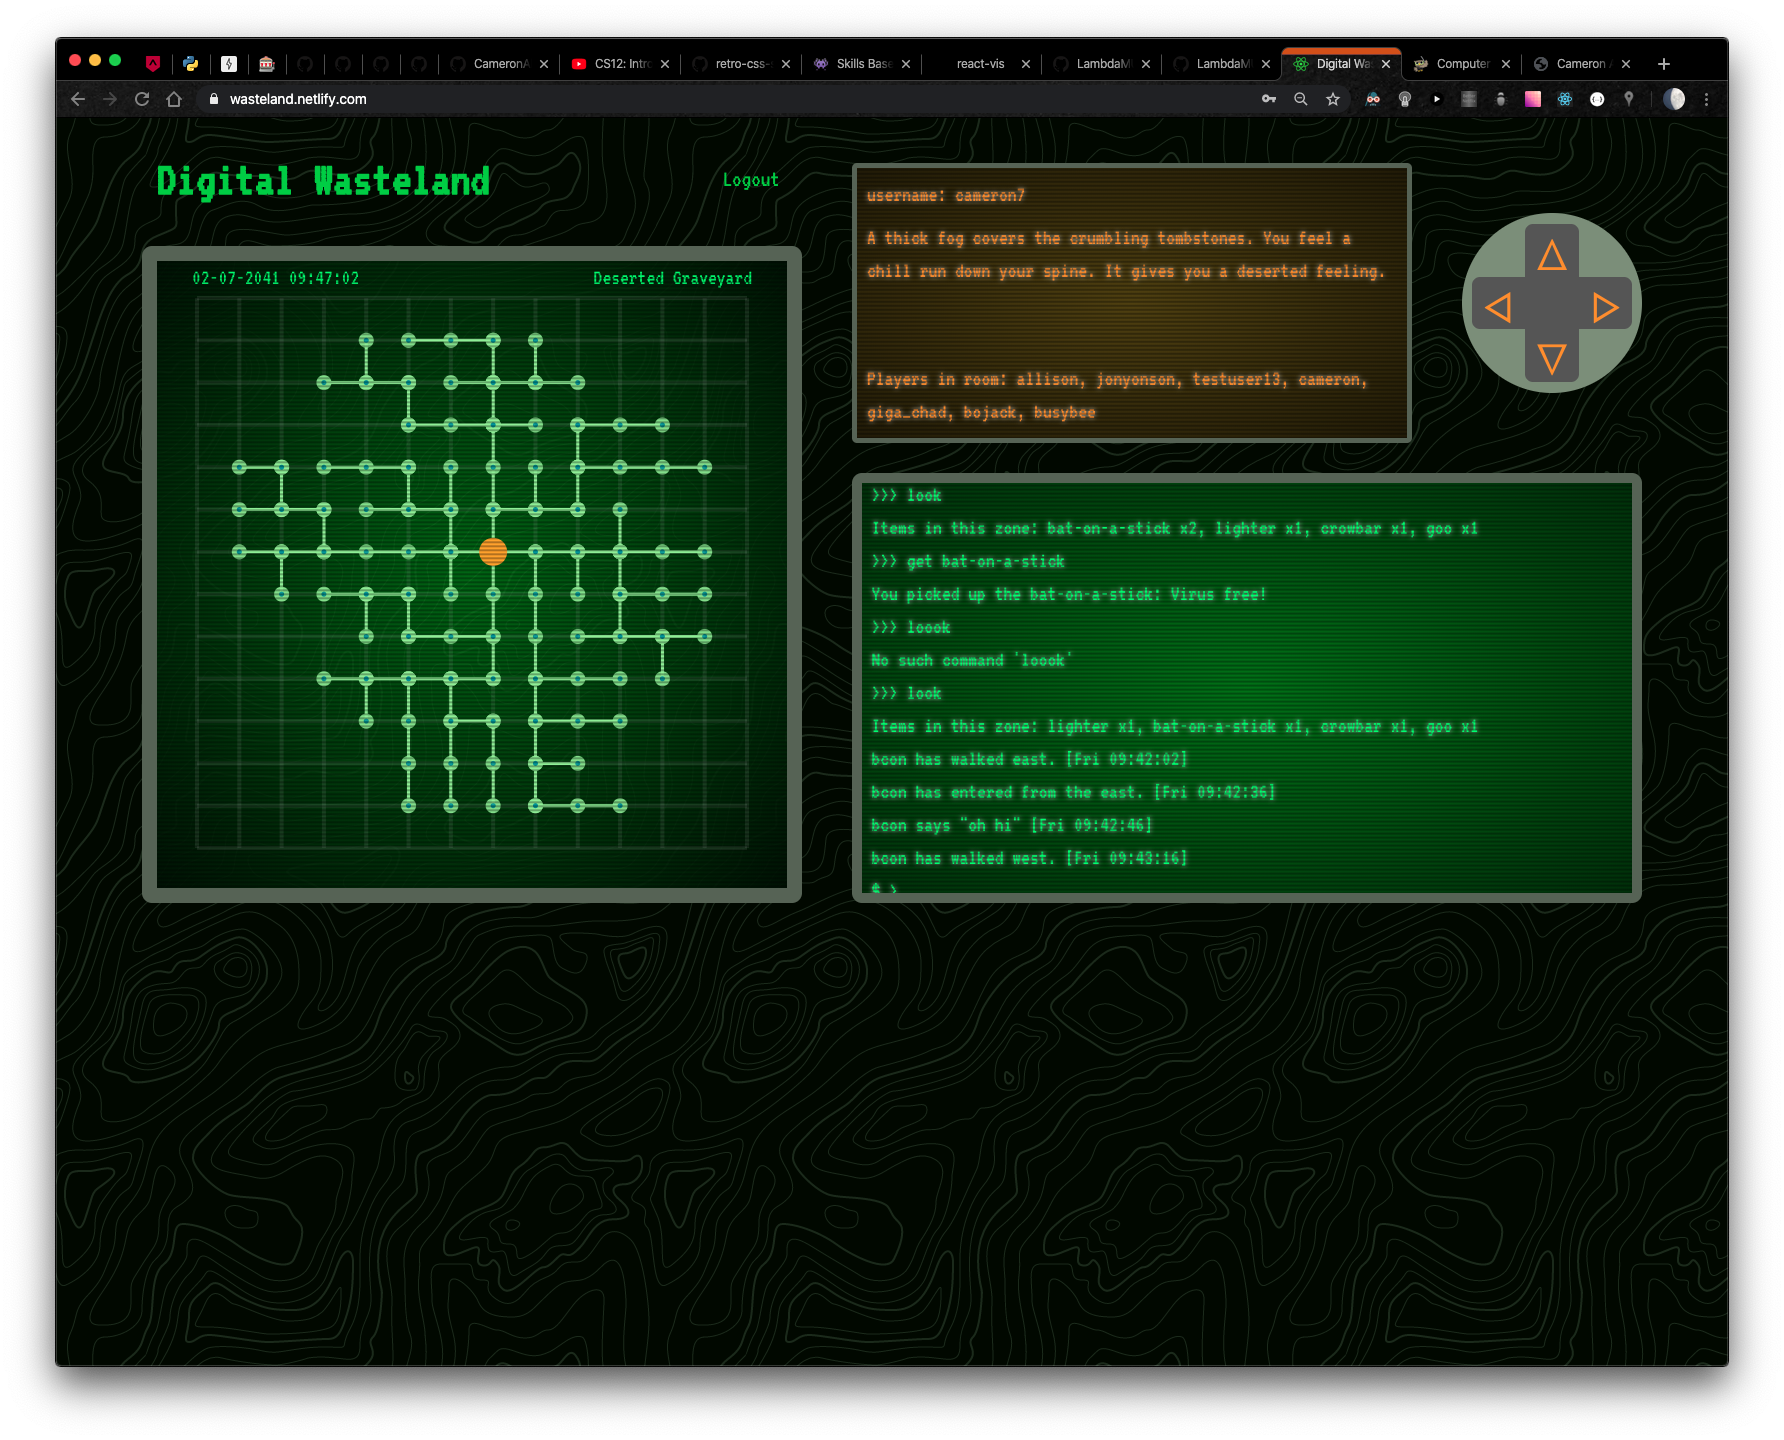 CameronA
CS12: Intro
retro-css-
Skills Base
react-vis
LambdaM
LambdaM
Digital Was
Computer
Cameron
wasteland.netlify.com
Digital Wasteland
Logout
02-07-2041 09:47:02
Deserted Graveyard
username: cameron7
A thick fog covers the crumbling tombstones. You feel a
chill run down your spine. It gives you a deserted feeling.
Players in room: allison, jonyonson, testuser13, cameron,
giga_chad, bojack, busybee
>>> look
Items in this zone: bat-on-a-stick x2, lighter x1, crowbar x1, goo x1
>>> get bat-on-a-stick
You picked up the bat-on-a-stick: Virus free!
>>> loook
No such command 'loook'
>>> look
Items in this zone: lighter x1, bat-on-a-stick x1, crowbar x1, goo x1
bcon has walked east. [Fri 09:42:02]
bcon has entered from the east. [Fri 09:42:36]
bcon says "oh hi" [Fri 09:42:46]
bcon has walked west. [Fri 09:43:16]
$ >